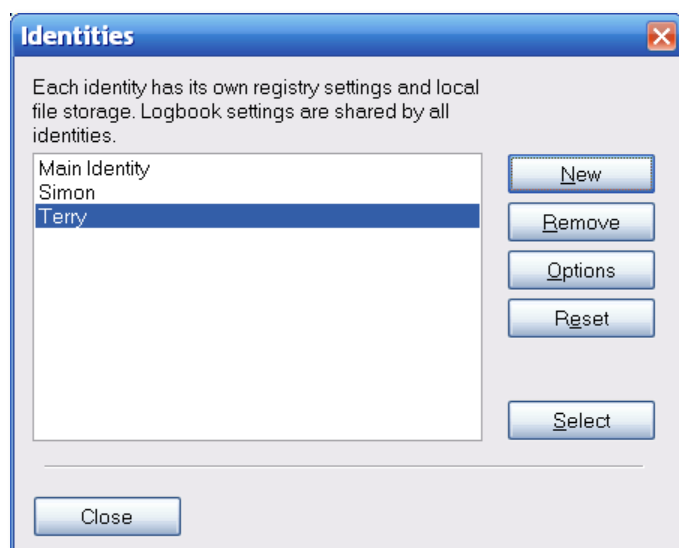 Identities
Each identity has its own registry settings and local
file storage. Logbook settings are shared by all
identities.
Main Identity
Simon
Terry
New
Remove
Options
Reset
Select
Close